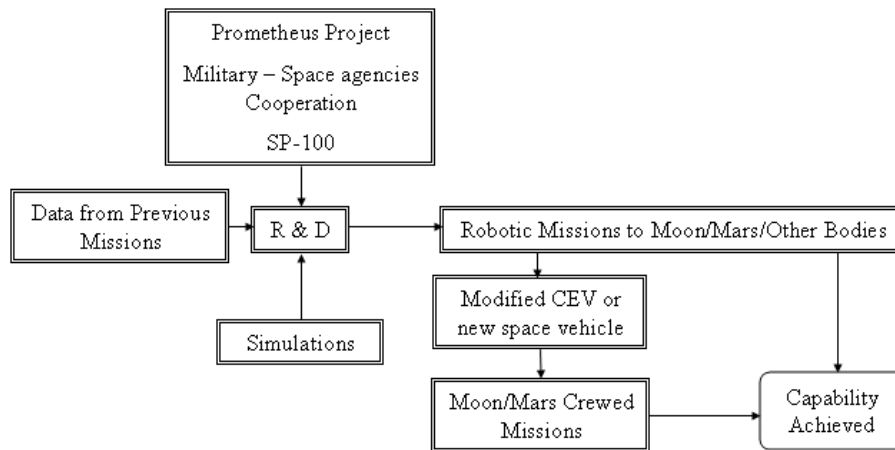 Prometheus Project
Military – Space agencies
Cooperation
SP-100
Data from Previous
Missions
R & D
Robotic Missions to Moon/Mars/Other Bodies
Simulations
Modified CEV or
new space vehicle
Moon/Mars Crewed
Missions
Capability
Achieved